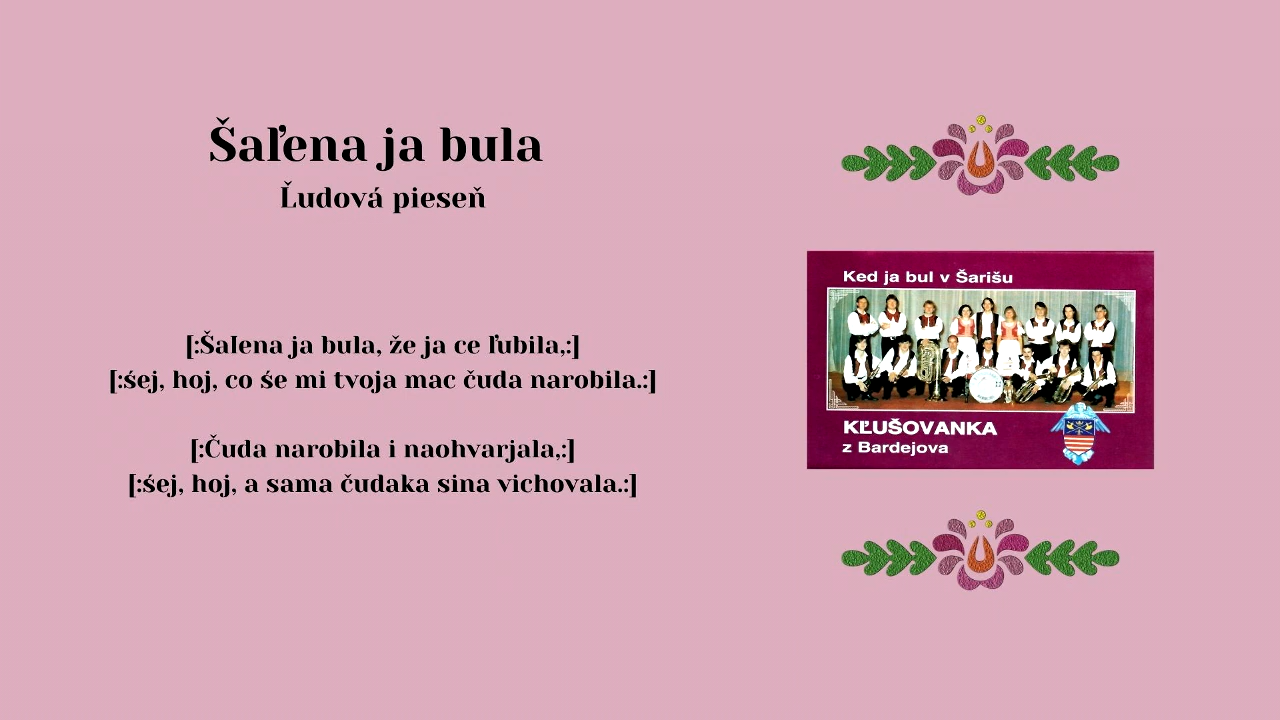 Šaľena ja bula
Ľudová pieseň
[:Šalena ja bula, že ja ce ľubila,:]
[:śej, hoj, co śe mi tvoja mac čuda narobila.:]
[:Čuda narobila i naohvarjala,:]
[:śej, hoj, a sama čudaka sina vichovala.:]
Ked ja bul v Šarišu
KĽUŠOVANKA
z Bardejova